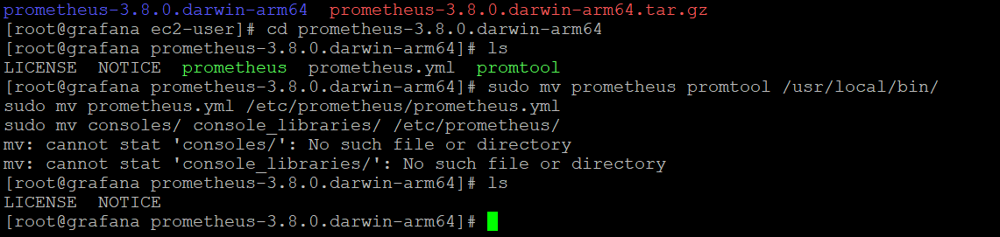 prometheus-3.8.0.darwin-arm64  prometheus-3.8.0.darwin-arm64.tar.gz
[root@grafana ec2-user]# cd prometheus-3.8.0.darwin-arm64
[root@grafana prometheus-3.8.0.darwin-arm64]# ls
LICENSE  NOTICE  prometheus  prometheus.yml  promtool
[root@grafana prometheus-3.8.0.darwin-arm64]# sudo mv prometheus promtool /usr/local/bin/
sudo mv prometheus.yml /etc/prometheus/prometheus.yml
sudo mv consoles/ console_libraries/ /etc/prometheus/
mv: cannot stat 'consoles/': No such file or directory
mv: cannot stat 'console_libraries/': No such file or directory
[root@grafana prometheus-3.8.0.darwin-arm64]# ls
LICENSE  NOTICE
[root@grafana prometheus-3.8.0.darwin-arm64]#